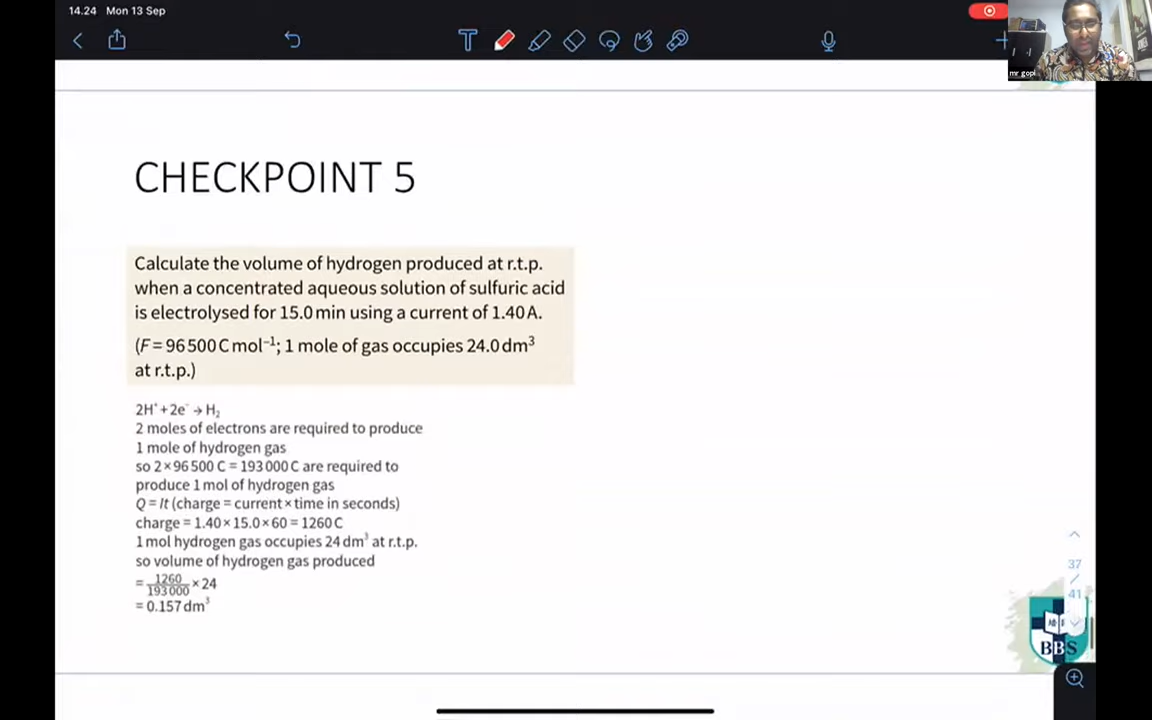 14.24 Mon 13 Sep
mr gopi
CHECKPOINT 5
Calculate the volume of hydrogen produced at r.t.p.
when a concentrated aqueous solution of sulfuric acid
is electrolysed for 15.0 min using a current of 1.40 A.
(F = 96 500 C mol⁻¹; 1 mole of gas occupies 24.0 dm³
at r.t.p.)
2H⁺ + 2e⁻ → H₂
2 moles of electrons are required to produce
1 mole of hydrogen gas
so 2 × 96 500 C = 193 000 C are required to
produce 1 mol of hydrogen gas
Q = It (charge = current × time in seconds)
charge = 1.40 × 15.0 × 60 = 1260 C
1 mol hydrogen gas occupies 24 dm³ at r.t.p.
so volume of hydrogen gas produced
= 1260/193 000 × 24
= 0.157 dm³
37
/
41
BBS